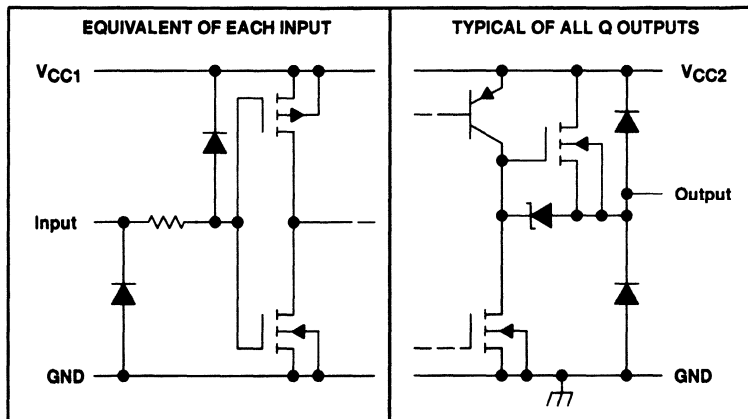 EQUIVALENT OF EACH INPUT
VCC1
Input
GND
TYPICAL OF ALL Q OUTPUTS
VCC2
Output
GND